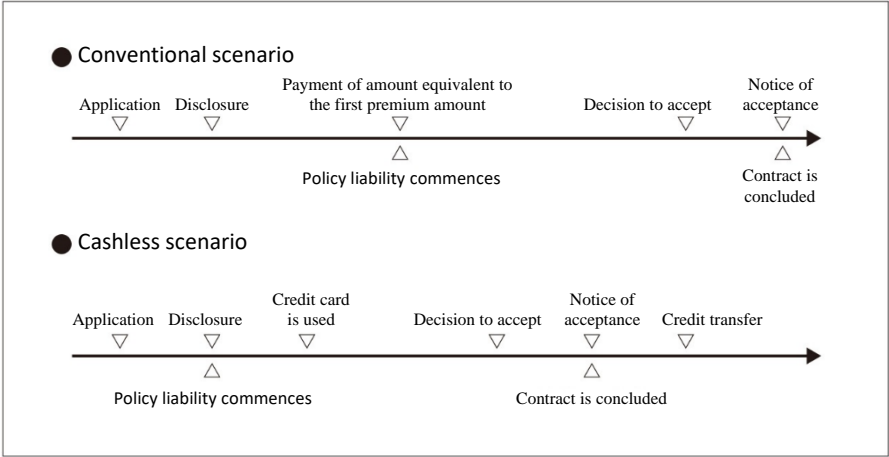 Conventional scenario
Payment of amount equivalent to
the first premium amount
Notice of
acceptance
Application
Disclosure
Decision to accept
Policy liability commences
Contract is
concluded
Cashless scenario
Credit card
is used
Notice of
acceptance
Application
Disclosure
Decision to accept
Credit transfer
Policy liability commences
Contract is concluded